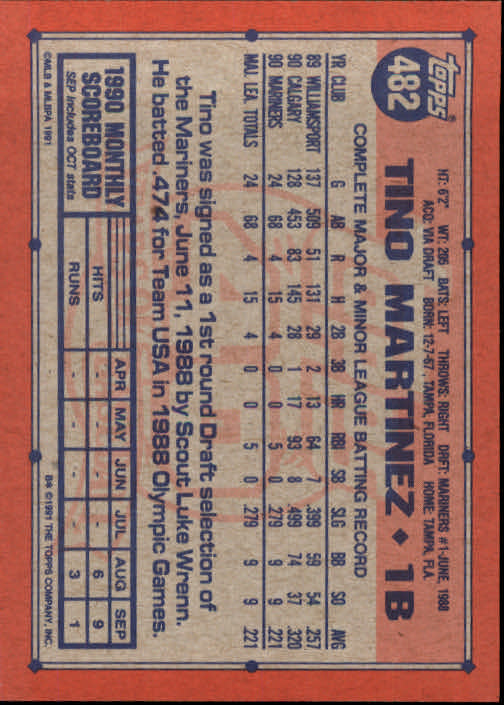 TOPPS®
482
TINO MARTINEZ ◆ 1B
HT: 6'2" WT: 205 BATS: LEFT THROWS: RIGHT DRAFT: MARINERS #1-JUNE, 1988
ACQ: VIA DRAFT BORN: 12-7-67, TAMPA, FLORIDA HOME: TAMPA, FLA.
COMPLETE MAJOR & MINOR LEAGUE BATTING RECORD
YR CLUB G AB R H 2B 3B HR RBI SB SLG BB SO AVG
89 WILLIAMSPORT 137 509 51 131 29 2 13 64 7 .399 59 54 .257
90 CALGARY 128 453 83 145 28 1 17 93 8 .499 74 37 .320
90 MARINERS 24 68 4 15 4 0 0 5 0 .279 9 9 .221
MAJ. LEA. TOTALS 24 68 4 15 4 0 0 5 0 .279 9 9 .221
Tino was signed as a 1st round Draft selection of
the Mariners, June 11, 1988 by Scout Luke Wrenn.
He batted .474 for Team USA in 1988 Olympic Games.
1990 MONTHLY
SCOREBOARD
SEP includes OCT stats
APR MAY JUN JUL AUG SEP
HITS - - - - 6 9
RUNS - - - - 3 1
©MLB & MLBPA 1991
B* ©1991 THE TOPPS COMPANY, INC.